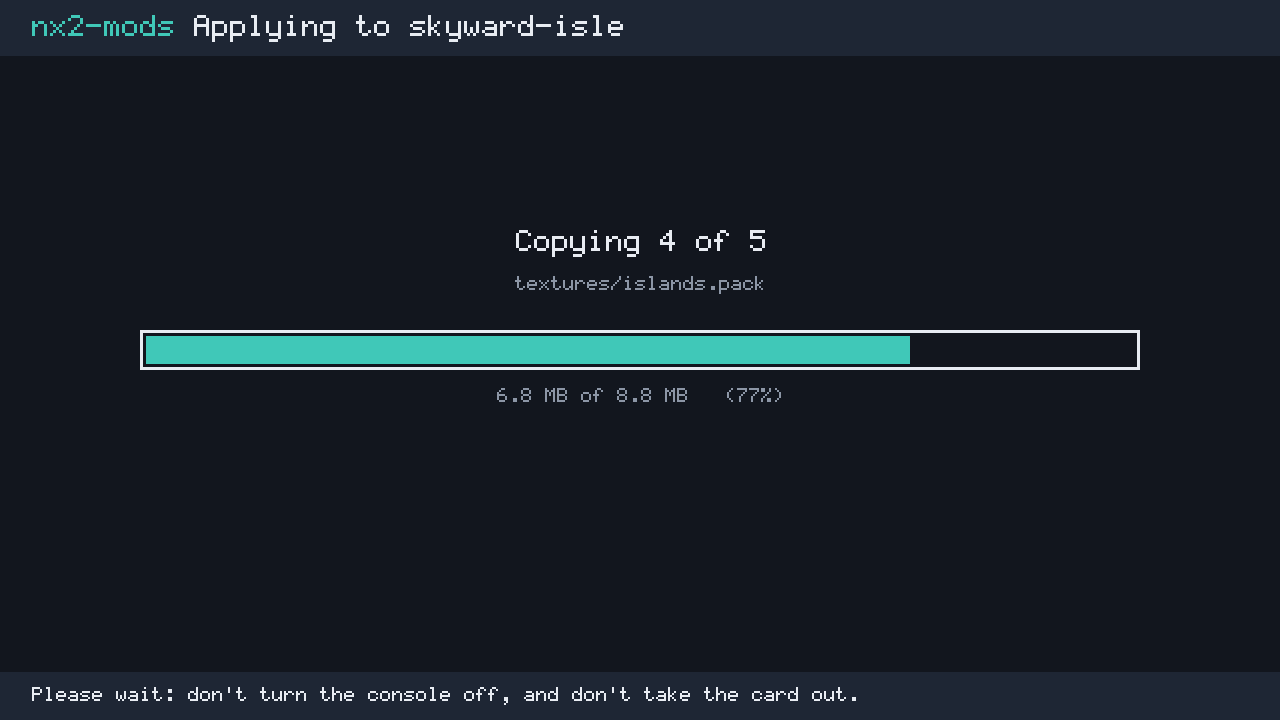 nx2-mods Applying to skyward-isle
Copying 4 of 5
textures/islands.pack
6.8 MB of 8.8 MB (77%)
Please wait: don't turn the console off, and don't take the card out.